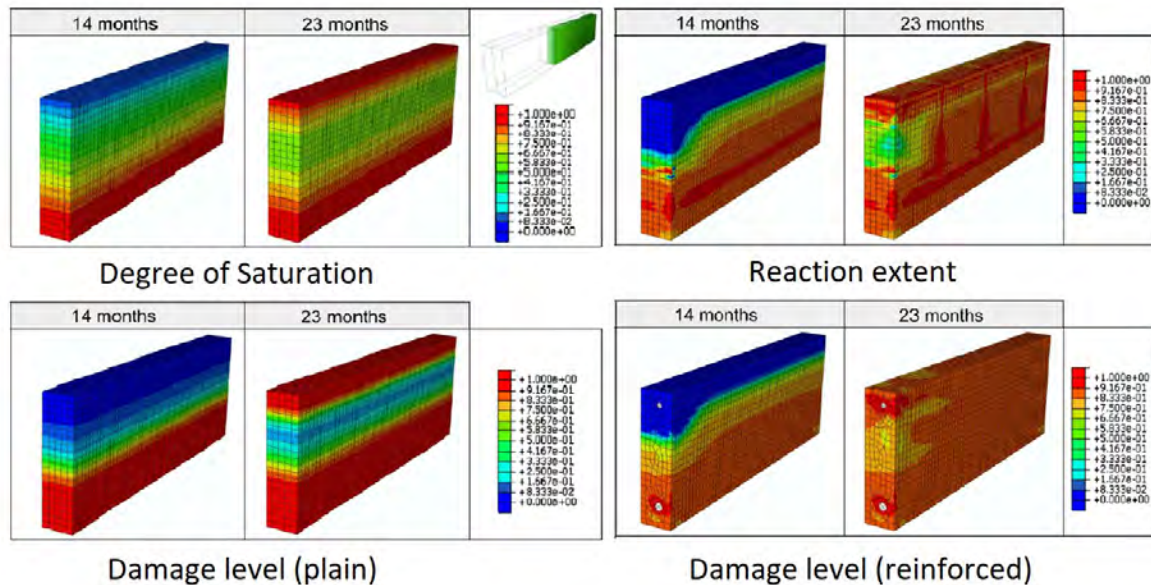 14 months
23 months
+1.000e+00
+9.167e-01
+8.333e-01
+7.500e-01
+6.667e-01
+5.833e-01
+5.000e-01
+4.167e-01
+3.333e-01
+2.500e-01
+1.667e-01
+8.333e-02
+0.000e+00
Degree of Saturation
14 months
23 months
+1.000e+00
+9.167e-01
+8.333e-01
+7.500e-01
+6.667e-01
+5.833e-01
+5.000e-01
+4.167e-01
+3.333e-01
+2.500e-01
+1.667e-01
+8.333e-02
+0.000e+00
Reaction extent
14 months
23 months
+1.000e+00
+9.167e-01
+8.333e-01
+7.500e-01
+6.667e-01
+5.833e-01
+5.000e-01
+4.167e-01
+3.333e-01
+2.500e-01
+1.667e-01
+8.333e-02
+0.000e+00
Damage level (plain)
14 months
23 months
+1.000e+00
+9.167e-01
+8.333e-01
+7.500e-01
+6.667e-01
+5.833e-01
+5.000e-01
+4.167e-01
+3.333e-01
+2.500e-01
+1.667e-01
+8.333e-02
+0.000e+00
Damage level (reinforced)